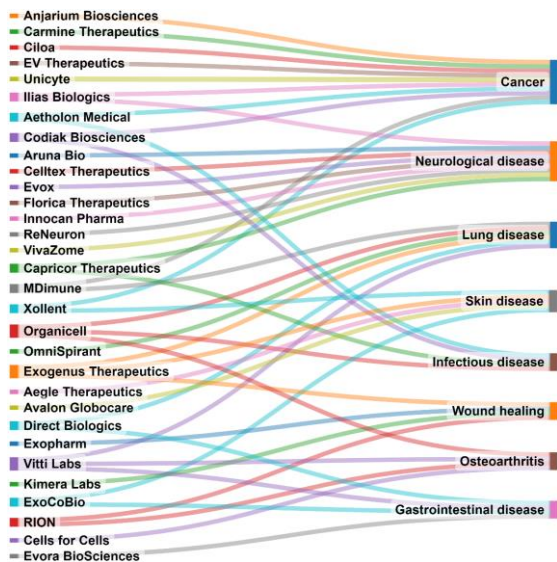 Anjarium Biosciences
Carmine Therapeutics
Ciloa
EV Therapeutics
Unicyte
Ilias Biologics
Aetholon Medical
Codiak Biosciences
Aruna Bio
Celltex Therapeutics
Evox
Florica Therapeutics
Innocan Pharma
ReNeuron
VivaZome
Capricor Therapeutics
MDimune
Xollent
Organicell
OmniSpirant
Exogenus Therapeutics
Aegle Therapeutics
Avalon Globocare
Direct Biologics
Exopharm
Vitti Labs
Kimera Labs
ExoCoBio
RION
Cells for Cells
Evora BioSciences
Cancer
Neurological disease
Lung disease
Skin disease
Infectious disease
Wound healing
Osteoarthritis
Gastrointestinal disease